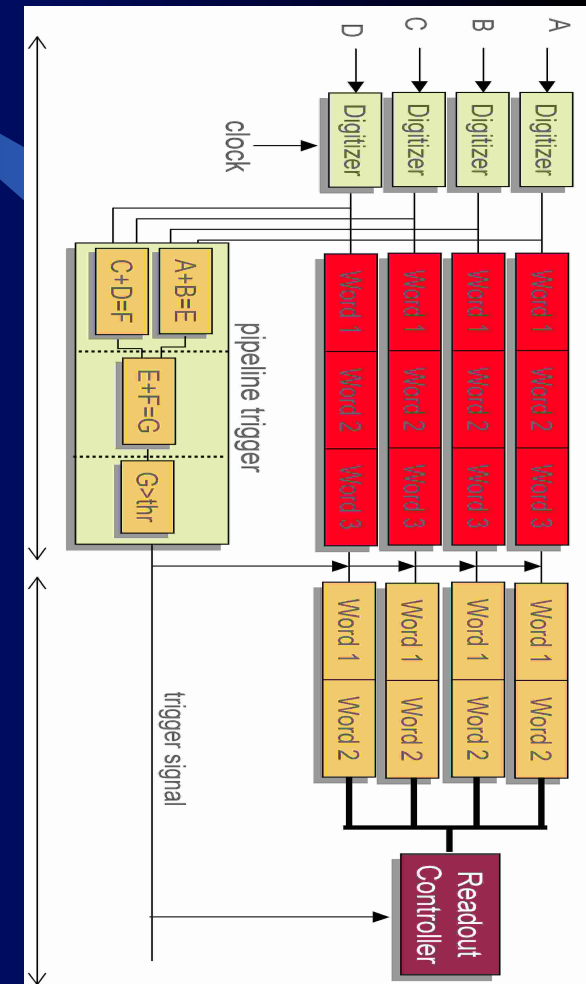 A
Digitizer
Word 1
Word 2
Word 3
Word 1
Word 2
B
Digitizer
Word 1
Word 2
Word 3
Word 1
Word 2
C
Digitizer
Word 1
Word 2
Word 3
Word 1
Word 2
D
Digitizer
Word 1
Word 2
Word 3
Word 1
Word 2
Readout
Controller
clock
pipeline trigger
A+B=E
C+D=F
E+F=G
G>thr
trigger signal